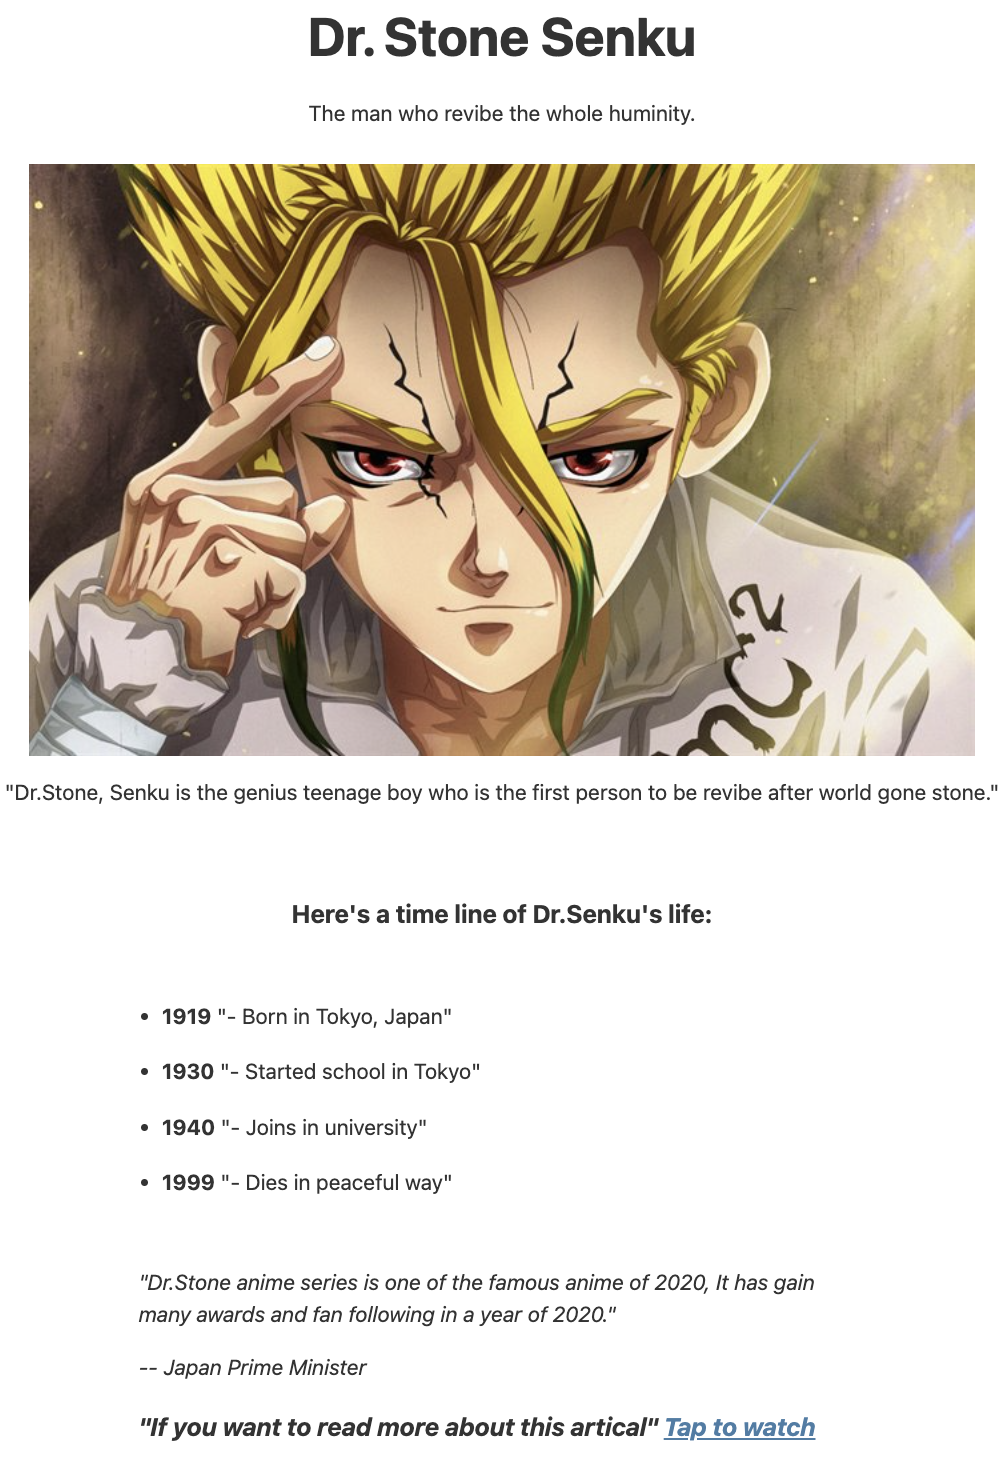 Dr. Stone Senku
The man who revibe the whole huminity.
mC^2
"Dr.Stone, Senku is the genius teenage boy who is the first person to be revibe after world gone stone."
Here's a time line of Dr.Senku's life:
• 1919 "- Born in Tokyo, Japan"
• 1930 "- Started school in Tokyo"
• 1940 "- Joins in university"
• 1999 "- Dies in peaceful way"
"Dr.Stone anime series is one of the famous anime of 2020, It has gain
many awards and fan following in a year of 2020."
-- Japan Prime Minister
"If you want to read more about this artical" Tap to watch